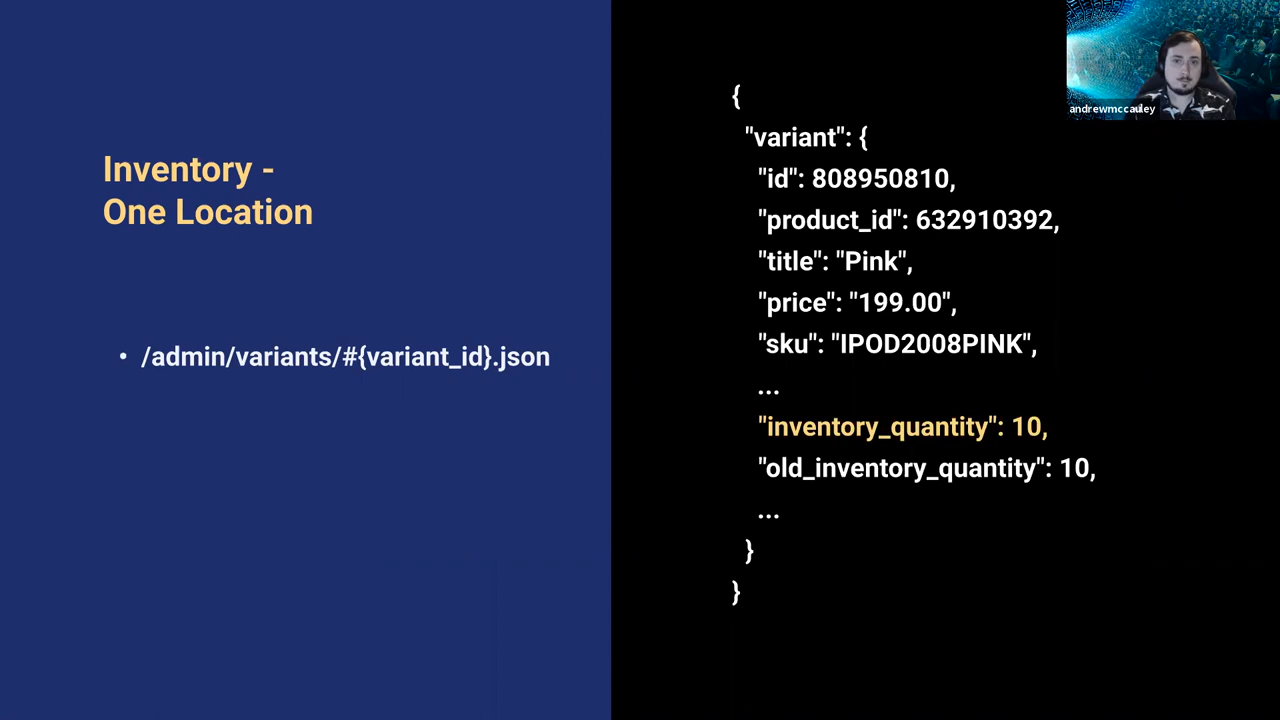 Inventory -
One Location
• /admin/variants/#{variant_id}.json
{
"variant": {
"id": 808950810,
"product_id": 632910392,
"title": "Pink",
"price": "199.00",
"sku": "IPOD2008PINK",
...
"inventory_quantity": 10,
"old_inventory_quantity": 10,
...
}
}
andrewmccauley